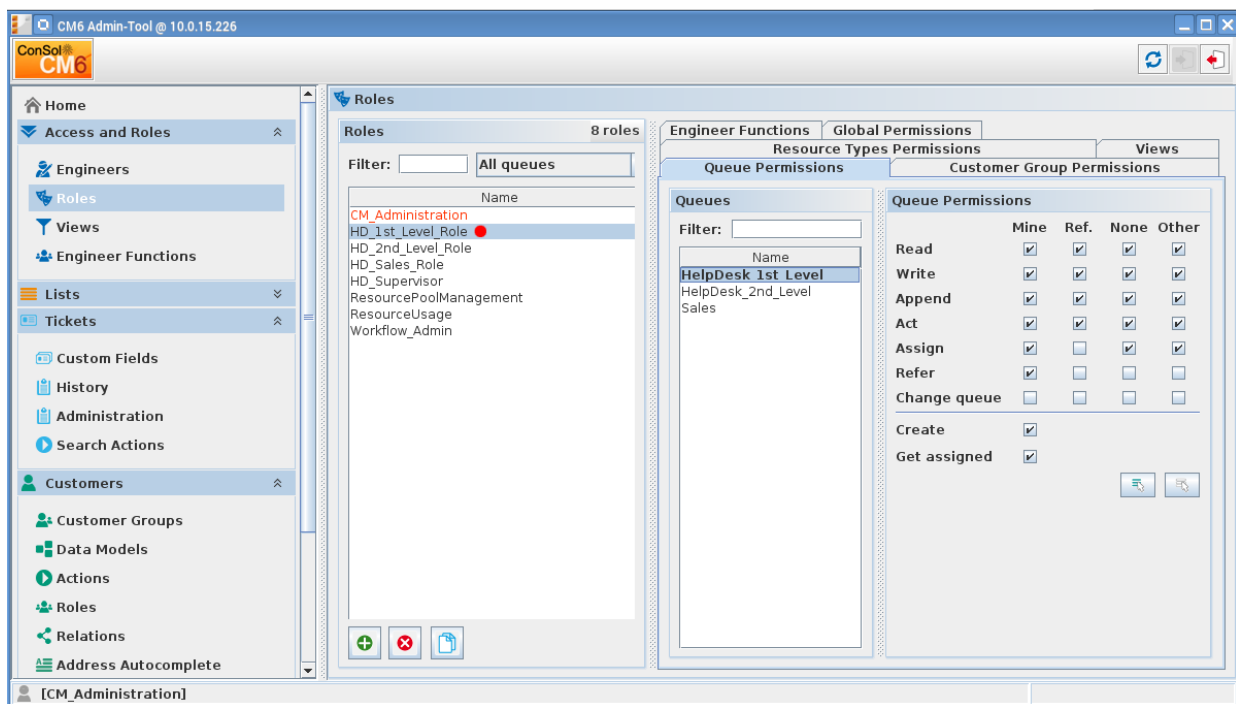 CM6 Admin-Tool @ 10.0.15.226
ConSol
CM6
Home
Access and Roles
Engineers
Roles
Views
Engineer Functions
Lists
Tickets
Custom Fields
History
Administration
Search Actions
Customers
Customer Groups
Data Models
Actions
Roles
Relations
Address Autocomplete
Roles
Roles 8 roles
Filter: All queues
Name
CM_Administration
HD_1st_Level_Role
HD_2nd_Level_Role
HD_Sales_Role
HD_Supervisor
ResourcePoolManagement
ResourceUsage
Workflow_Admin
Engineer Functions Global Permissions
Resource Types Permissions Views
Queue Permissions Customer Group Permissions
Queues
Filter:
Name
HelpDesk_1st_Level
HelpDesk_2nd_Level
Sales
Queue Permissions
Mine Ref. None Other
Read
Write
Append
Act
Assign
Refer
Change queue
Create
Get assigned
[CM_Administration]